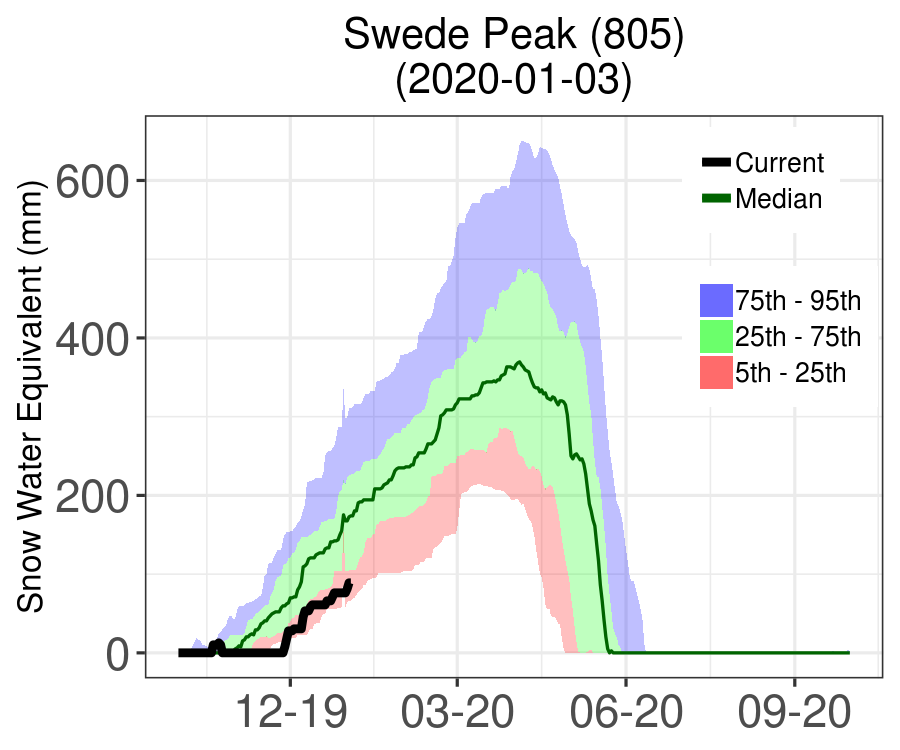 Swede Peak (805)
(2020-01-03)
Snow Water Equivalent (mm)
600
400
200
0
12-19
03-20
06-20
09-20
Current
Median
75th - 95th
25th - 75th
5th - 25th